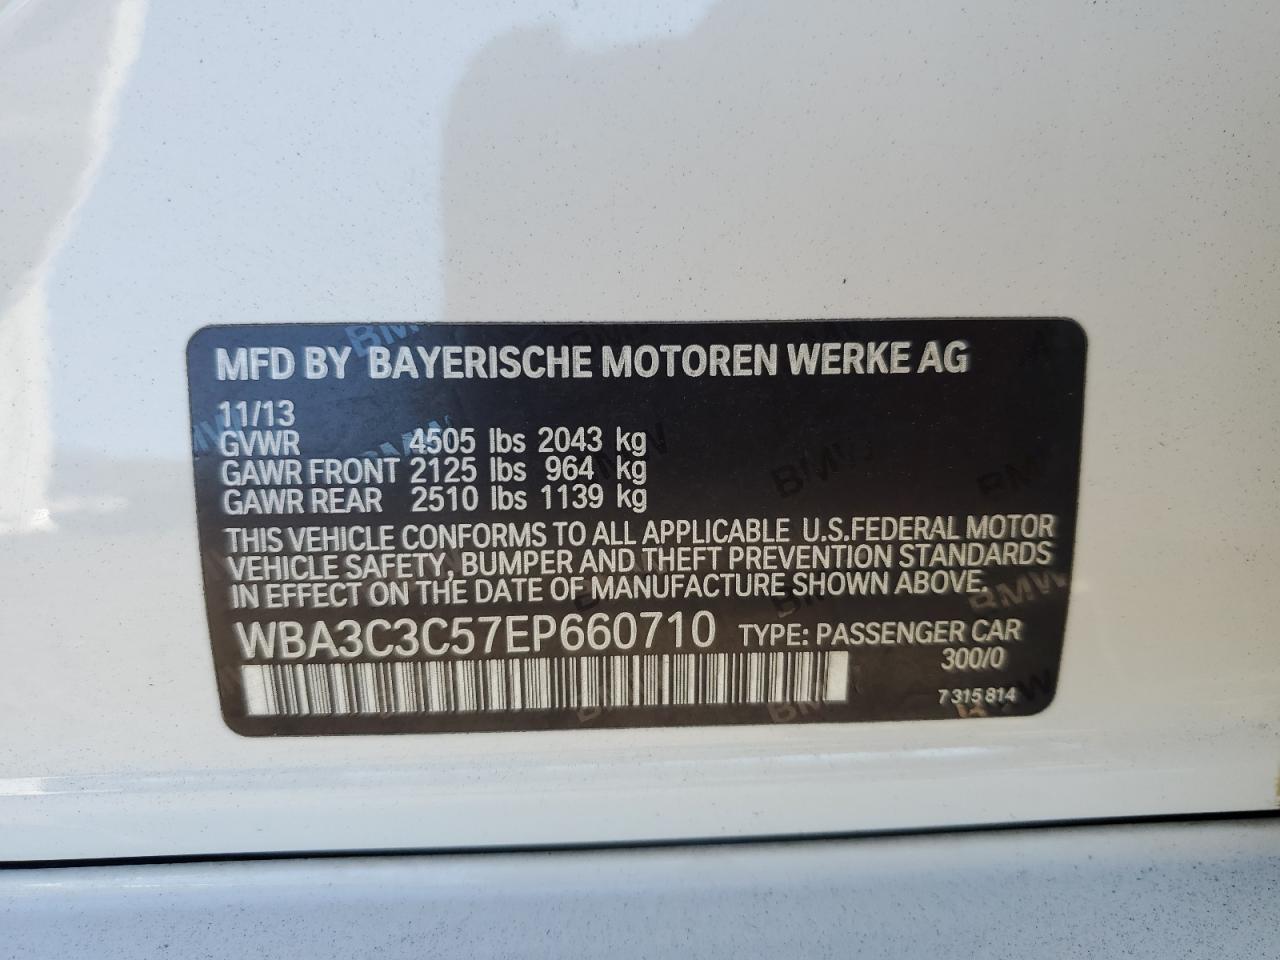 MFD BY BAYERISCHE MOTOREN WERKE AG
11/13
GVWR 4505 lbs 2043 kg
GAWR FRONT 2125 lbs 964 kg
GAWR REAR 2510 lbs 1139 kg
THIS VEHICLE CONFORMS TO ALL APPLICABLE U.S.FEDERAL MOTOR
VEHICLE SAFETY, BUMPER AND THEFT PREVENTION STANDARDS
IN EFFECT ON THE DATE OF MANUFACTURE SHOWN ABOVE.
WBA3C3C57EP660710 TYPE: PASSENGER CAR
300/0
7 315 814